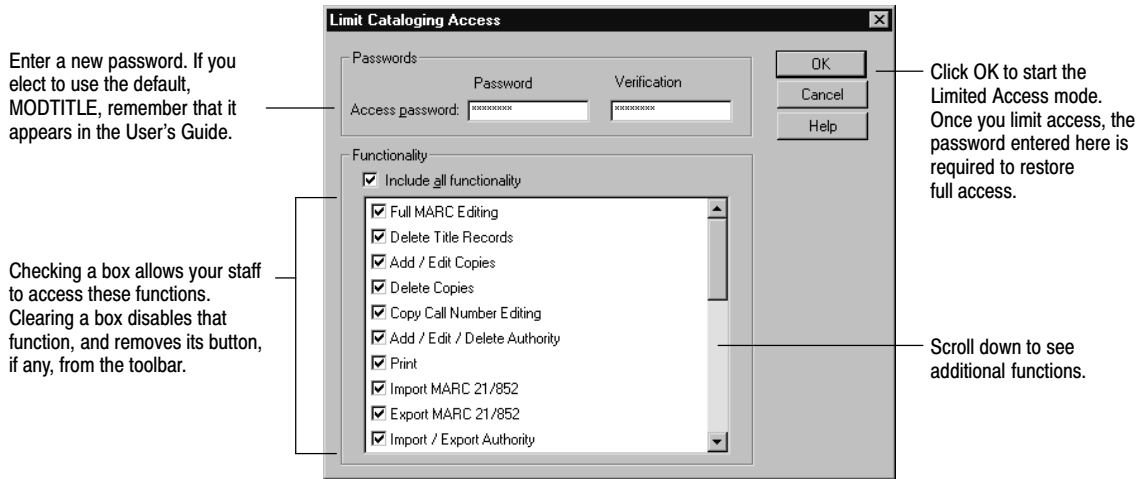 Limit Cataloging Access
Enter a new password. If you
elect to use the default,
MODTITLE, remember that it
appears in the User's Guide.
Passwords
Password Verification
Access password: ******** ********
OK
Cancel
Help
Click OK to start the
Limited Access mode.
Once you limit access, the
password entered here is
required to restore
full access.
Functionality
Include all functionality
Full MARC Editing
Delete Title Records
Add / Edit Copies
Delete Copies
Copy Call Number Editing
Add / Edit / Delete Authority
Print
Import MARC 21/852
Export MARC 21/852
Import / Export Authority
Checking a box allows your staff
to access these functions.
Clearing a box disables that
function, and removes its button,
if any, from the toolbar.
Scroll down to see
additional functions.